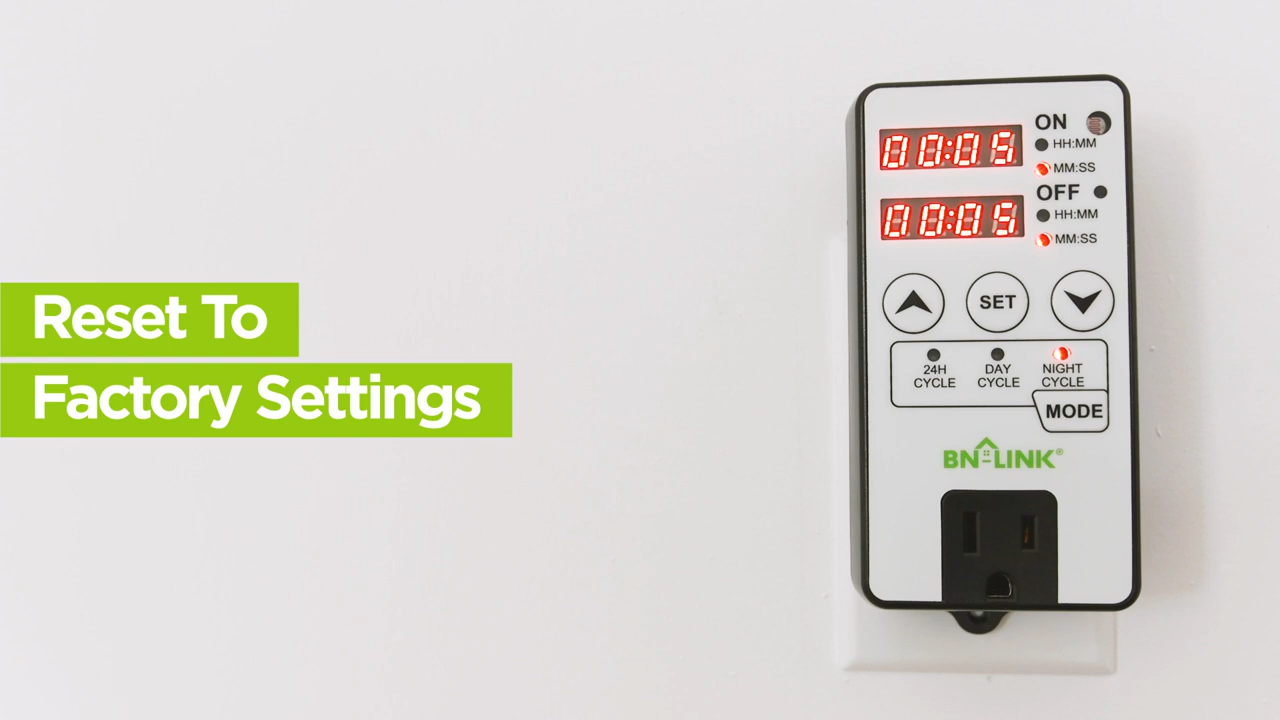 Reset To
Factory Settings
00:05
ON
HH:MM
MM:SS
00:05
OFF
HH:MM
MM:SS
SET
24H CYCLE
DAY CYCLE
NIGHT CYCLE
MODE
BN-LINK®